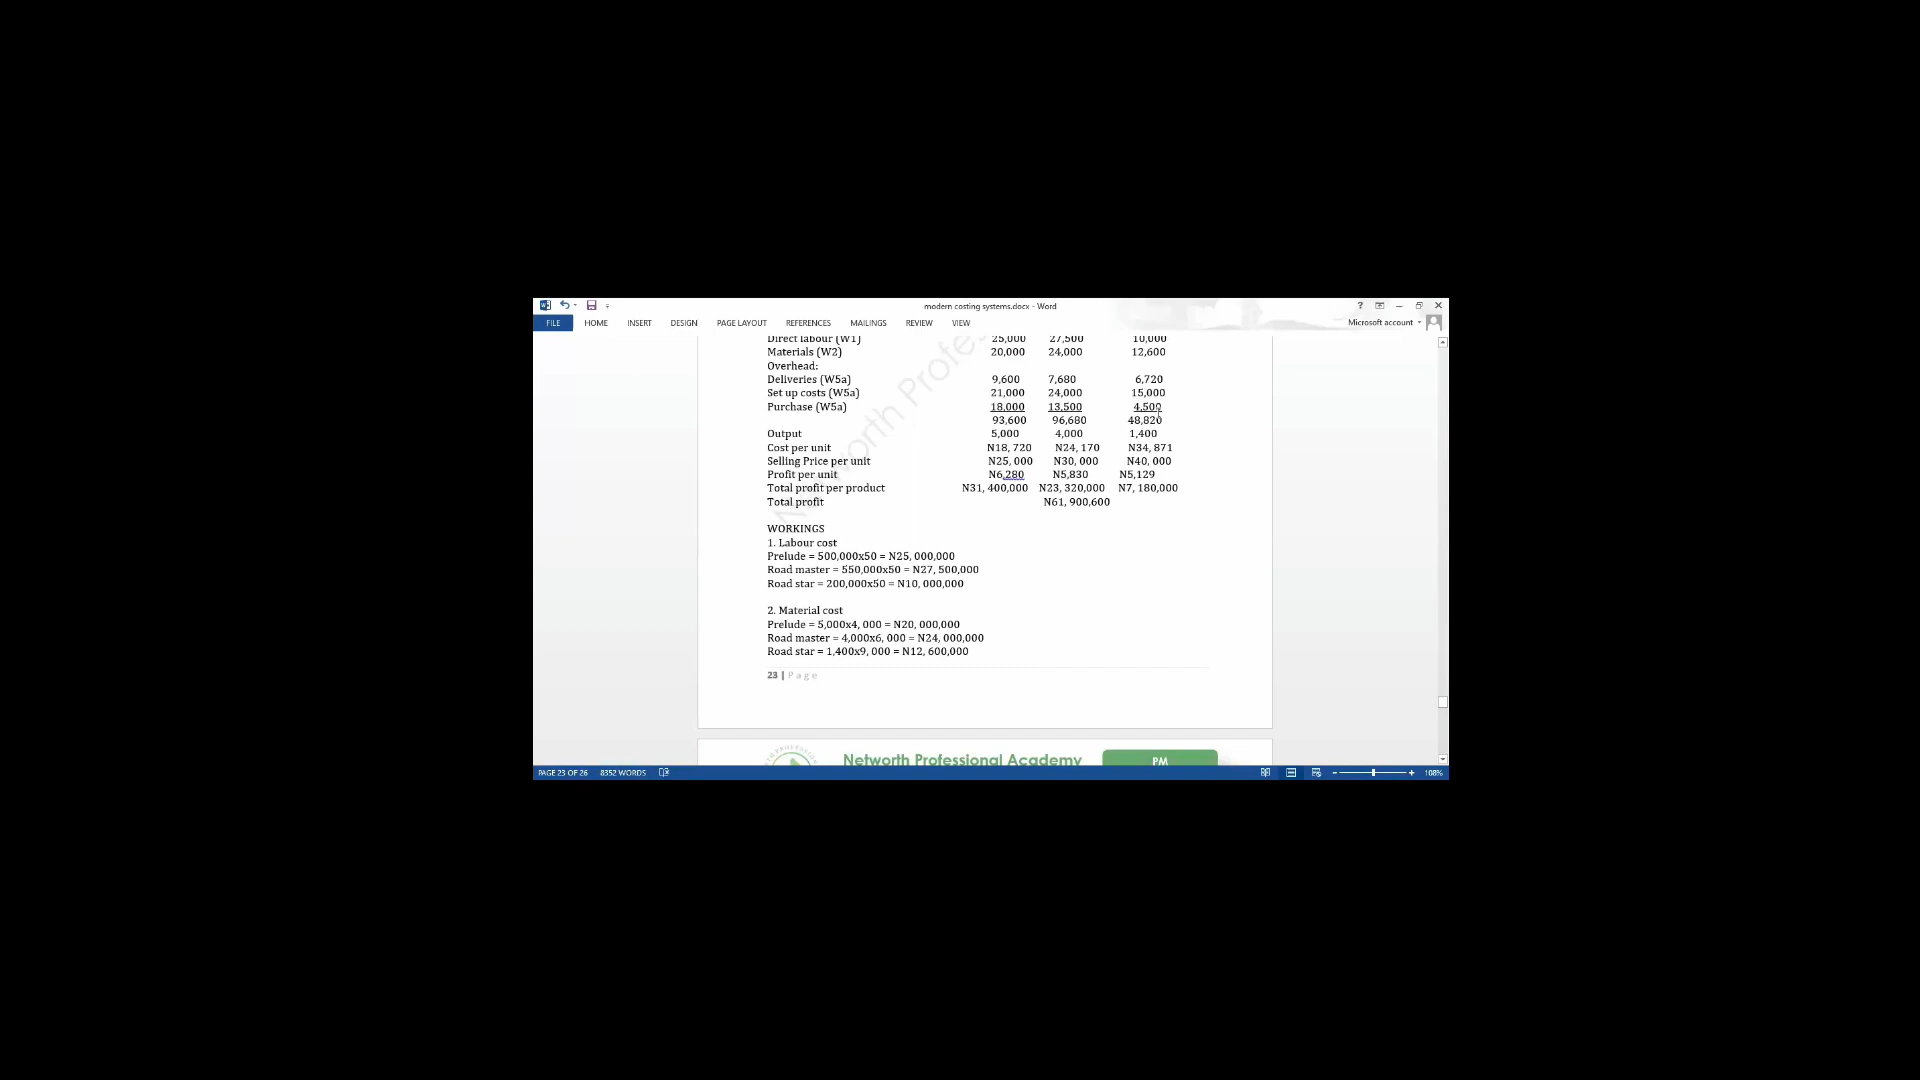 modern costing systems.docx - Word
FILE HOME INSERT DESIGN PAGE LAYOUT REFERENCES MAILINGS REVIEW VIEW Microsoft account
Direct labour (W1) 25,000 27,500 10,000
Materials (W2) 20,000 24,000 12,600
Overhead:
Deliveries (W5a) 9,600 7,680 6,720
Set up costs (W5a) 21,000 24,000 15,000
Purchase (W5a) 18,000 13,500 4,500
93,600 96,680 48,820
Output 5,000 4,000 1,400
Cost per unit N18, 720 N24, 170 N34, 871
Selling Price per unit N25, 000 N30, 000 N40, 000
Profit per unit N6,280 N5,830 N5,129
Total profit per product N31, 400,000 N23, 320,000 N7, 180,000
Total profit N61, 900,600
WORKINGS
1. Labour cost
Prelude = 500,000x50 = N25, 000,000
Road master = 550,000x50 = N27, 500,000
Road star = 200,000x50 = N10, 000,000
2. Material cost
Prelude = 5,000x4, 000 = N20, 000,000
Road master = 4,000x6, 000 = N24, 000,000
Road star = 1,400x9, 000 = N12, 600,000
23 | Page
Networth Professional Academy PM
PAGE 23 OF 26 8352 WORDS 108%